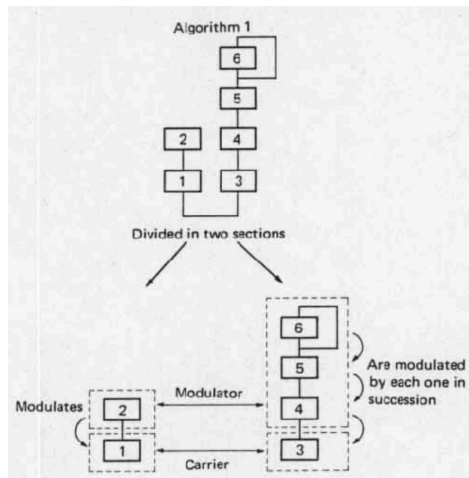 Algorithm 1
6
5
2 4
1 3
Divided in two sections
6
5
Are modulated
by each one in
succession
Modulates
2
Modulator
4
1
Carrier
3